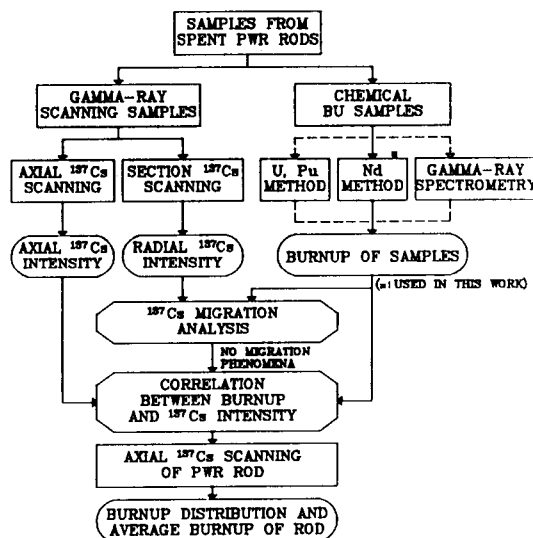 SAMPLES FROM
SPENT PWR RODS
GAMMA-RAY
SCANNING SAMPLES
CHEMICAL
BU SAMPLES
AXIAL ¹³⁷Cs
SCANNING
SECTION ¹³⁷Cs
SCANNING
U, Pu
METHOD
Nd
METHOD
GAMMA-RAY
SPECTROMETRY
AXIAL ¹³⁷Cs
INTENSITY
RADIAL ¹³⁷Cs
INTENSITY
BURNUP OF SAMPLES
(*: USED IN THIS WORK)
¹³⁷Cs MIGRATION
ANALYSIS
NO MIGRATION
PHENOMENA
CORRELATION
BETWEEN BURNUP
AND ¹³⁷Cs INTENSITY
AXIAL ¹³⁷Cs SCANNING
OF PWR ROD
BURNUP DISTRIBUTION AND
AVERAGE BURNUP OF ROD